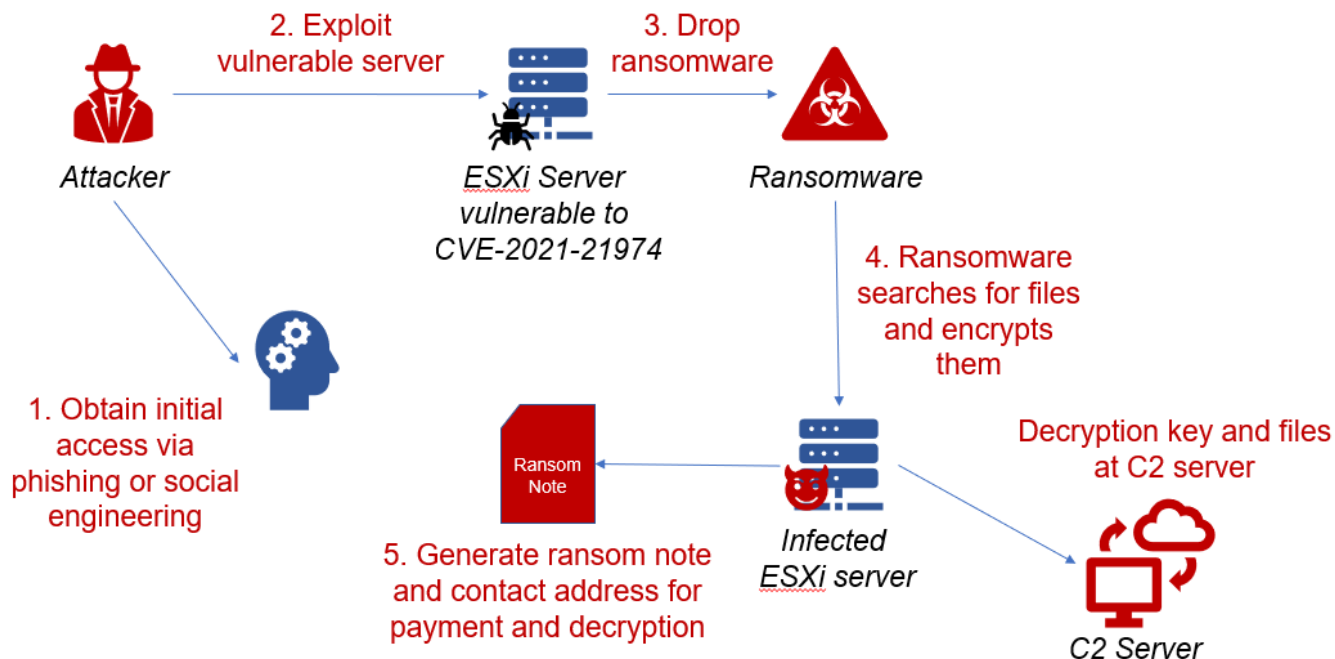 2. Exploit
vulnerable server
3. Drop
ransomware
Attacker
ESXi Server
vulnerable to
CVE-2021-21974
Ransomware
4. Ransomware
searches for files
and encrypts
them
1. Obtain initial
access via
phishing or social
engineering
Ransom
Note
5. Generate ransom note
and contact address for
payment and decryption
Infected
ESXi server
Decryption key and files
at C2 server
C2 Server